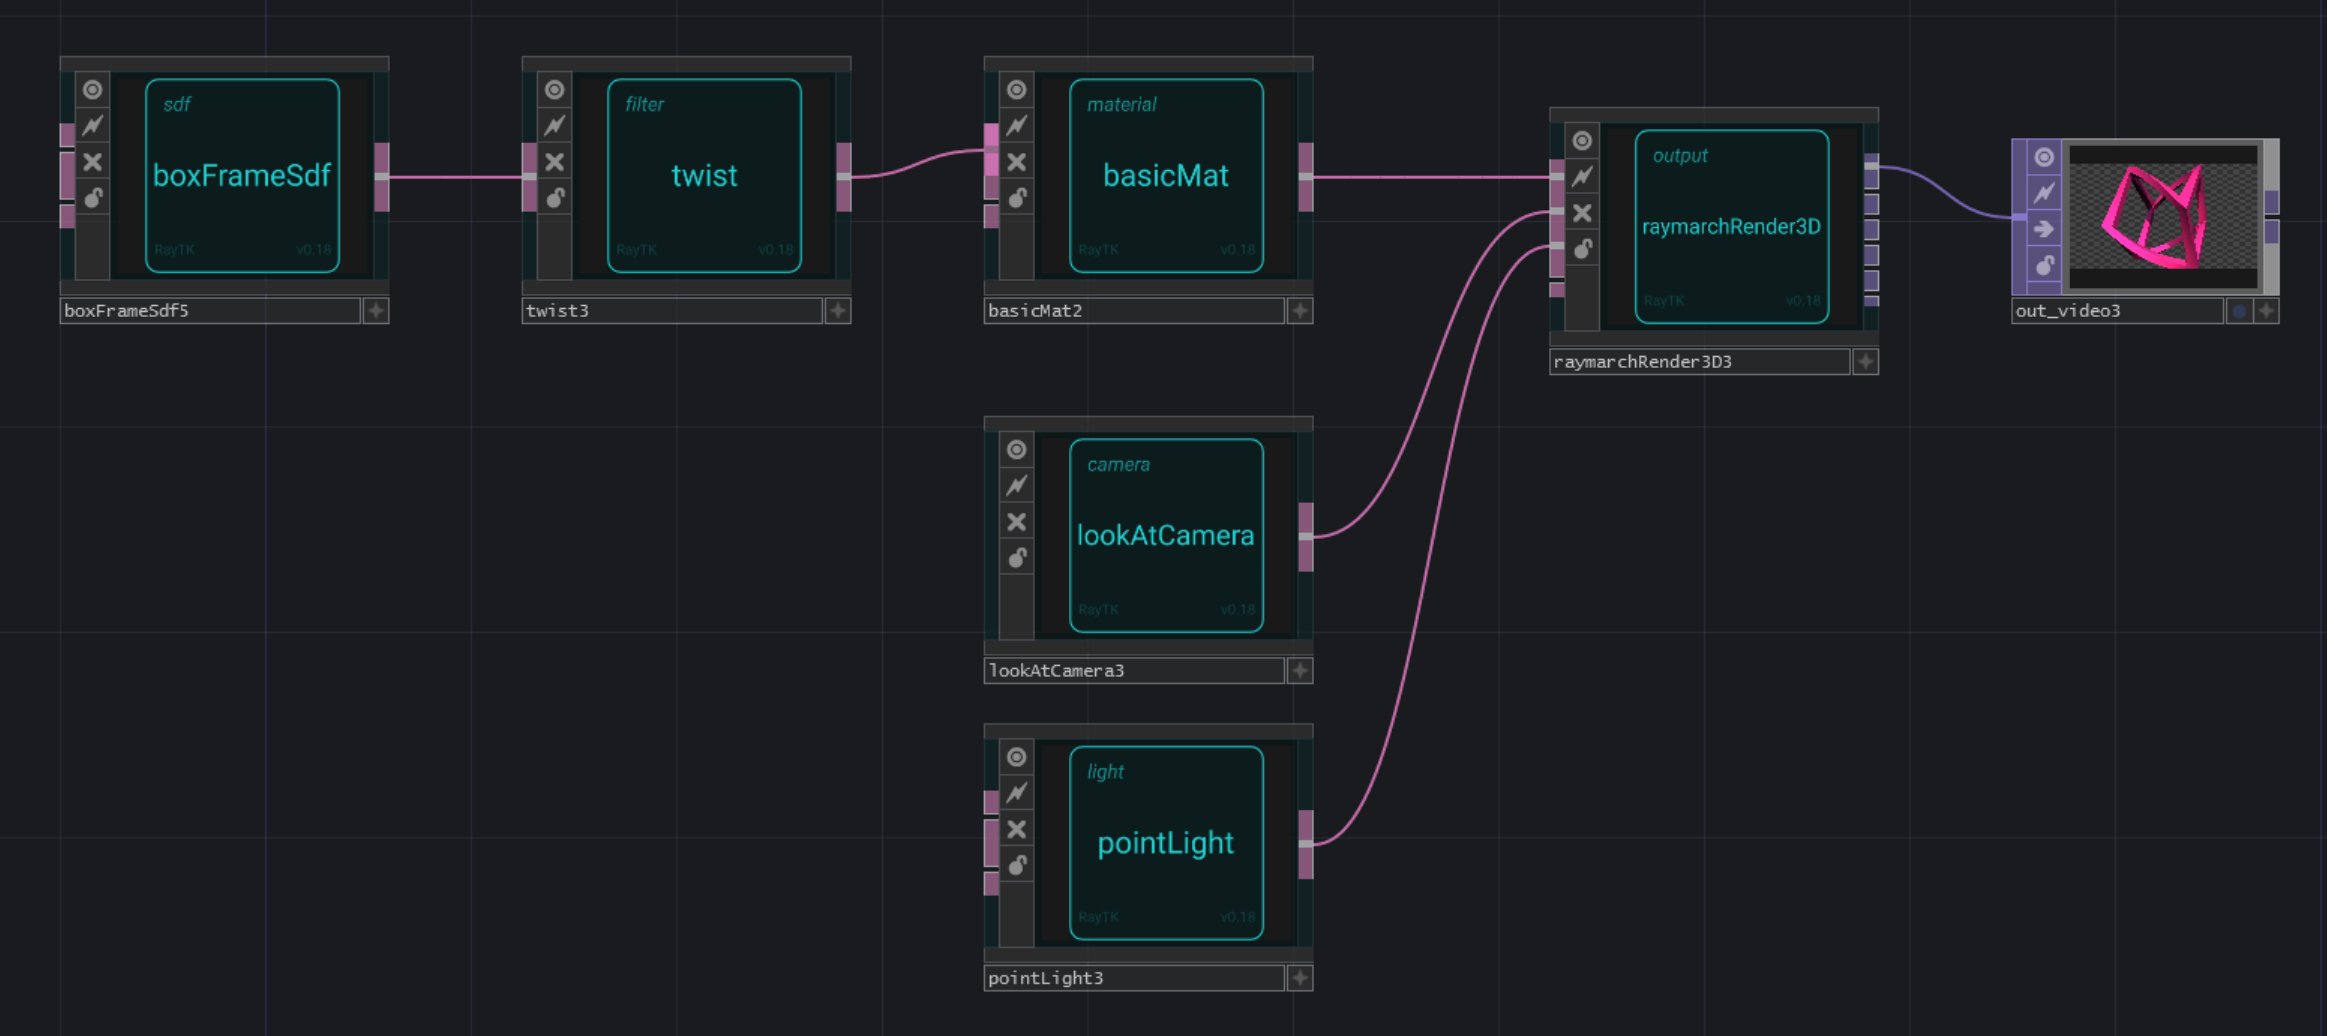 sdf
boxFrameSdf
RayTK v0.18
boxFrameSdf5
filter
twist
RayTK v0.18
twist3
material
basicMat
RayTK v0.18
basicMat2
output
raymarchRender3D
RayTK v0.18
raymarchRender3D3
out_video3
camera
lookAtCamera
RayTK v0.18
lookAtCamera3
light
pointLight
RayTK v0.18
pointLight3